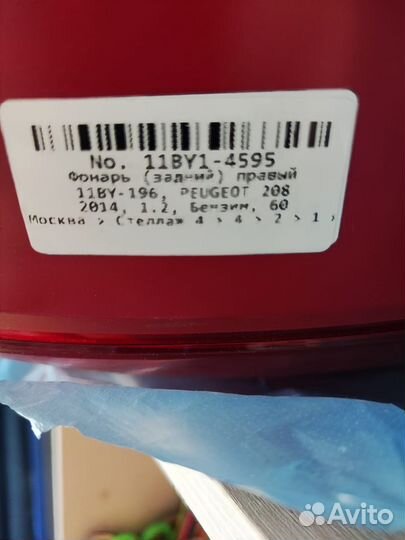 No. 11BY1-4595
Фонарь (задний) правый
11BY-196, PEUGEOT 208
2014, 1.2, Бензин, 60
Москва > Стеллаж 4 > 4 > 2 > 1 >
Avito